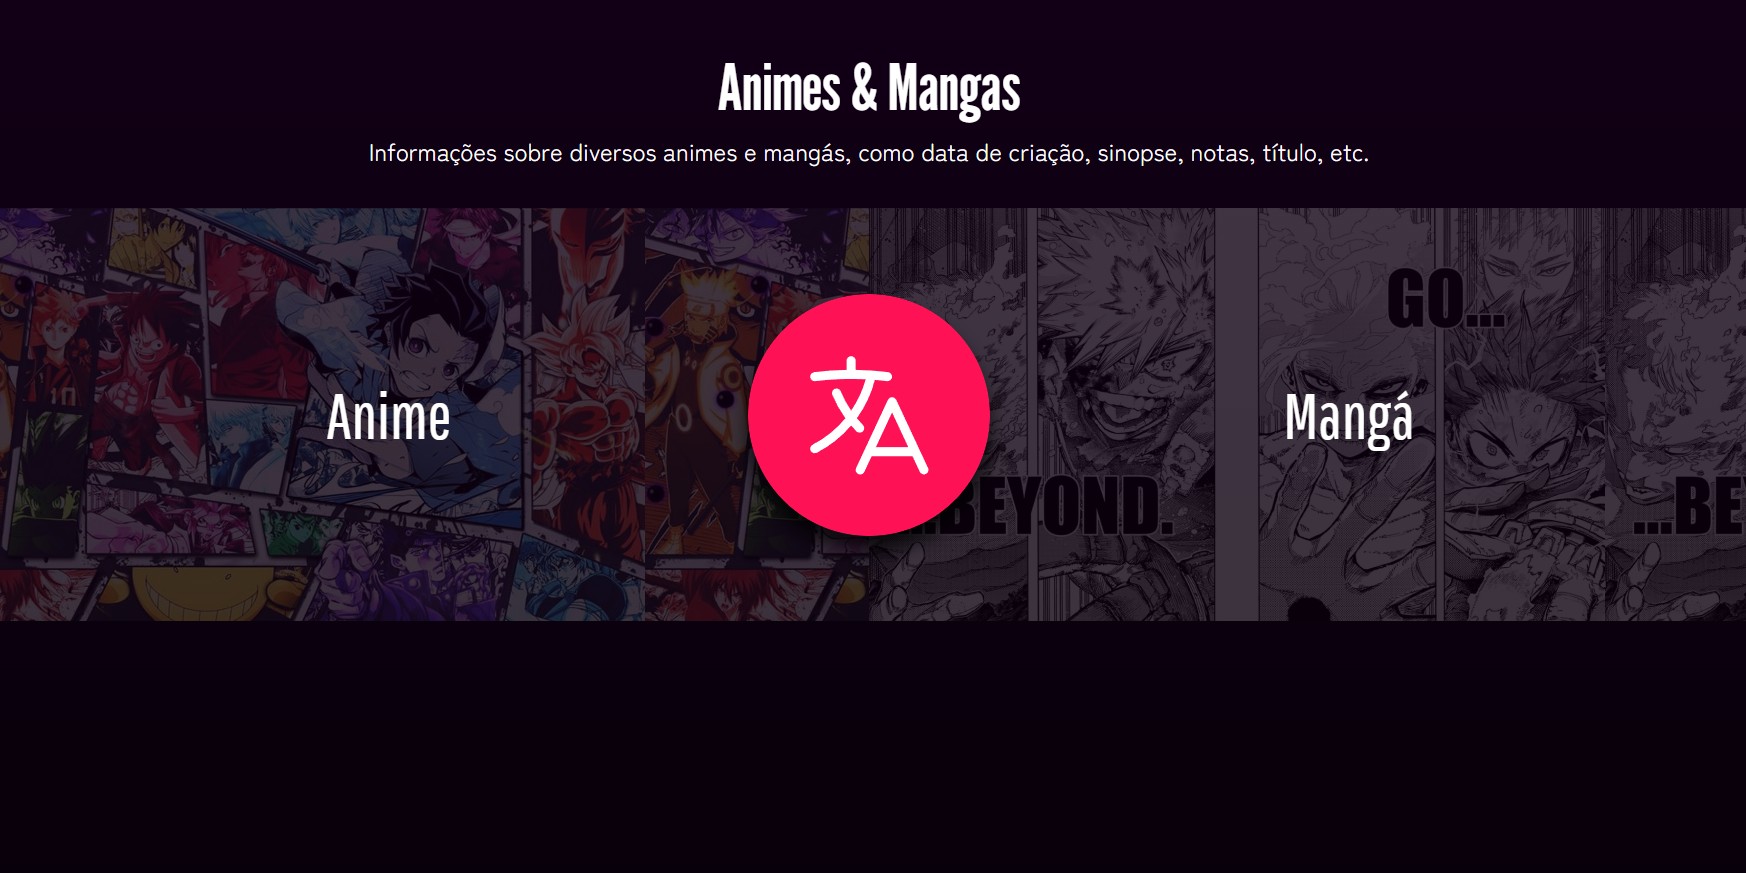 Animes & Mangas
Informações sobre diversos animes e mangás, como data de criação, sinopse, notas, título, etc.
GO...
Anime
文A
Mangá
...BEYOND.
...BE